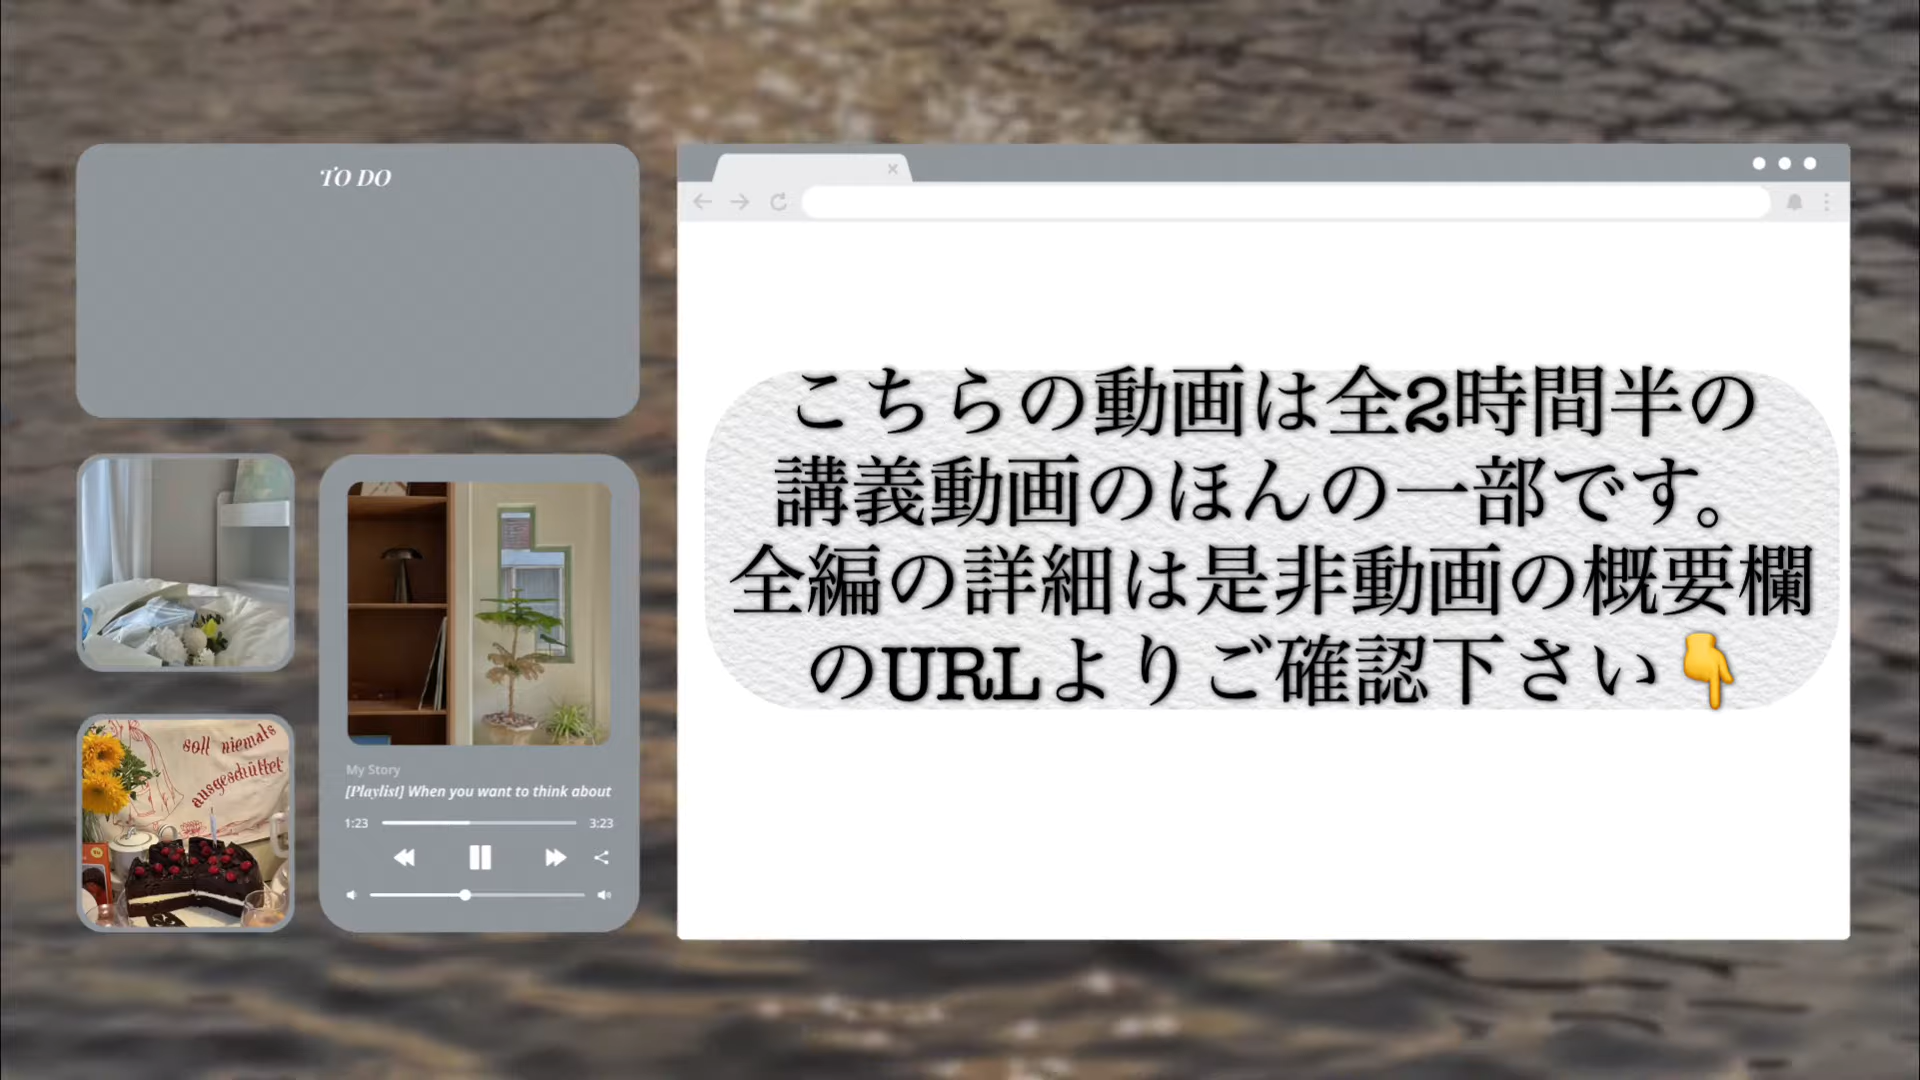 TO DO
こちらの動画は全2時間半の
講義動画のほんの一部です。
全編の詳細は是非動画の概要欄
のURLよりご確認下さい👇
soll niemals
ausgeschüttet
My Story
[Playlist] When you want to think about
1:23
3:23